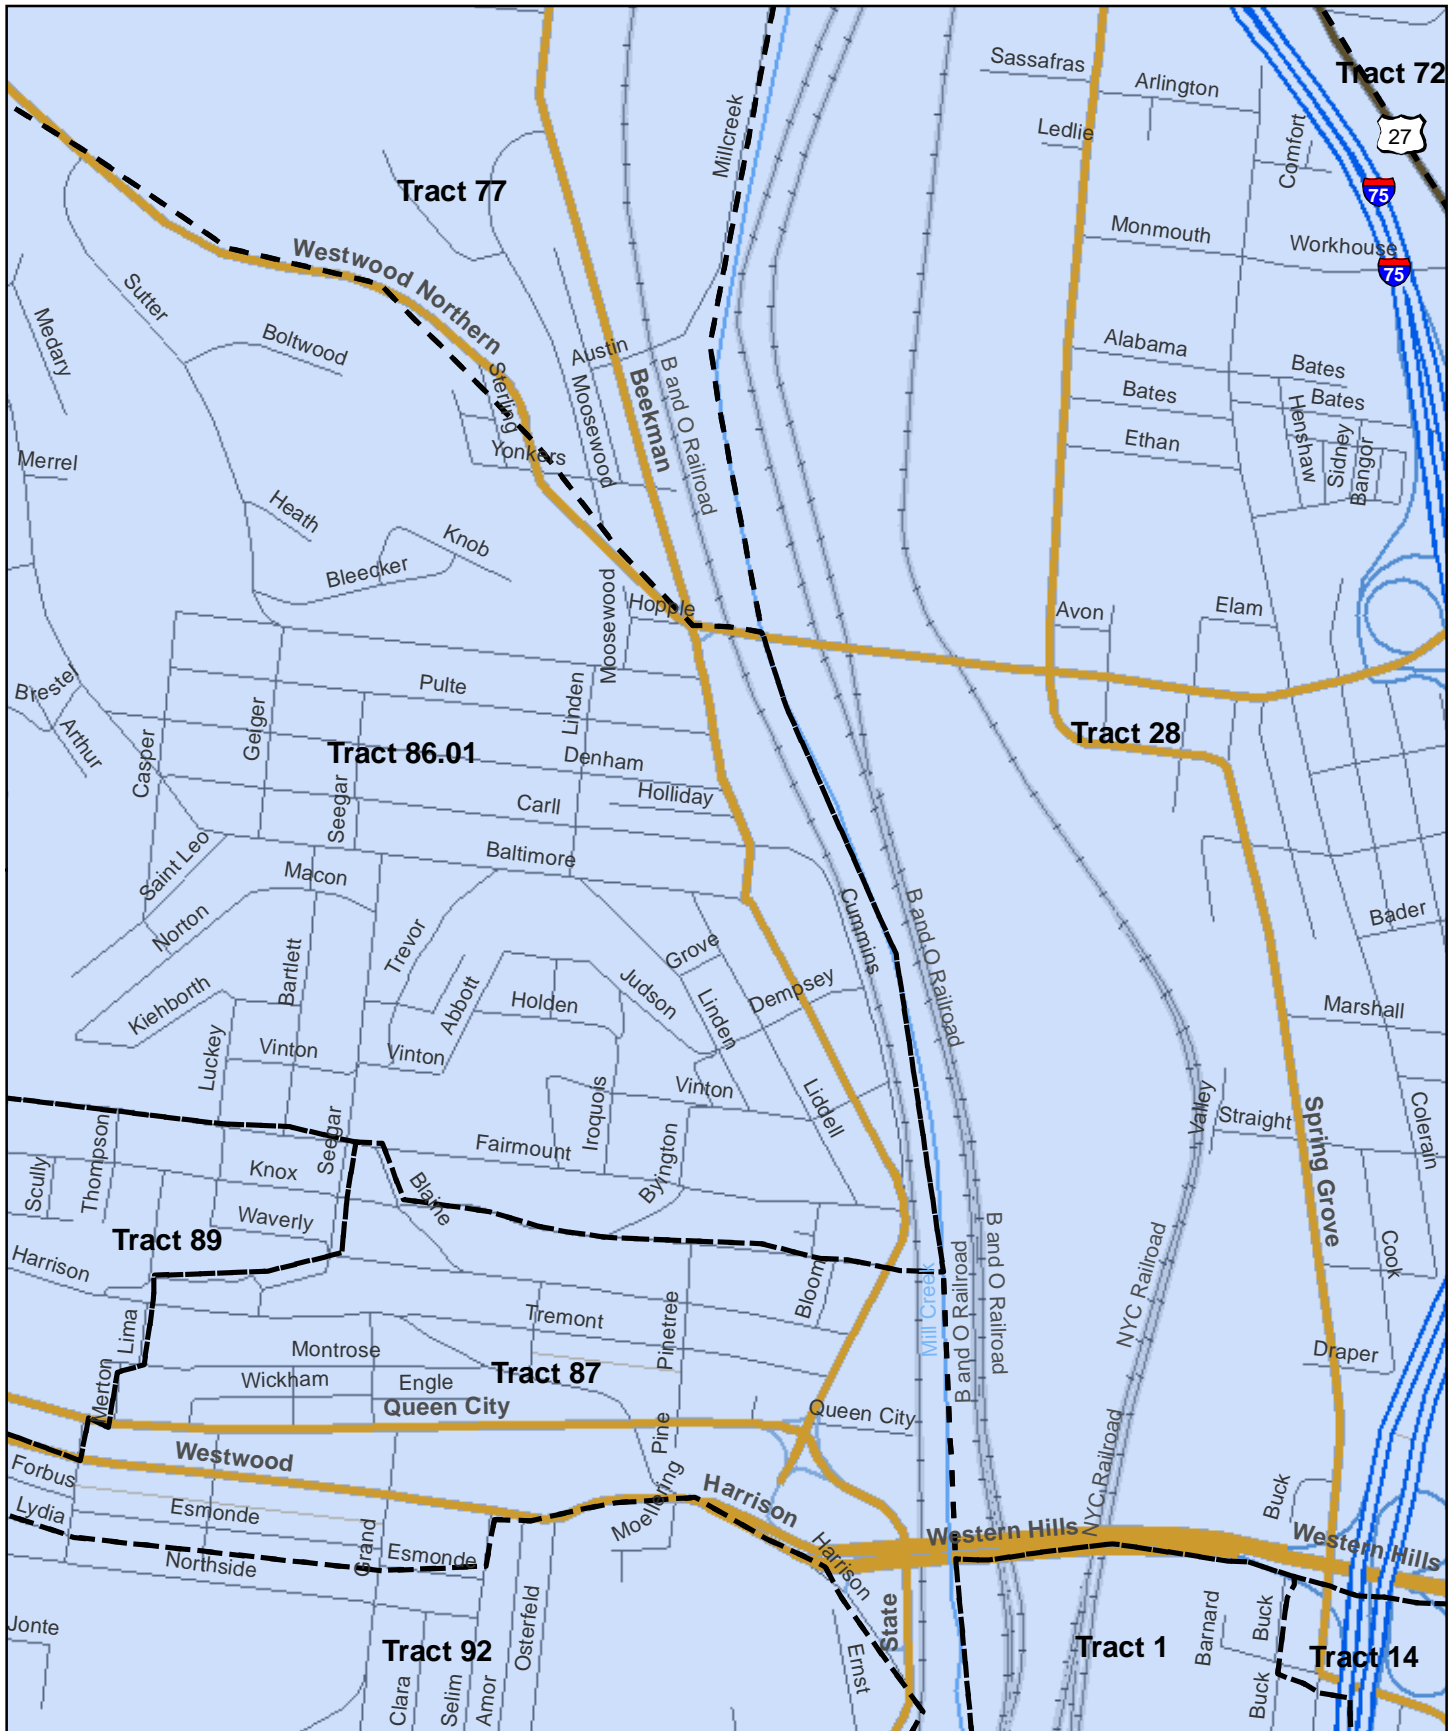 Sassafras
Arlington
Tract 72
27
Ledlie
Comfort
Millcreek
75
Tract 77
Monmouth
Workhouse
75
Westwood Northern
Sutter
Medary
Boltwood
Austin
Alabama
Bates
Bates
Bates
Sterling
Moosewood
Beekman
B and O Railroad
Henshaw
Sidney
Bangor
Ethan
Yonkers
Merrel
Heath
Knob
Bleecker
Hopple
Moosewood
Avon
Elam
Brester
Arthur
Pulte
Linden
Geiger
Casper
Tract 86.01
Tract 28
Denham
Seegar
Carll
Holliday
Saint Leo
Baltimore
Macon
Cummins
B and O Railroad
Norton
Trevor
Bartlett
Grove
Bader
Kiehborth
Abbott
Holden
Judson
Linden
Dempsey
Marshall
Luckey
Vinton
Vinton
Vinton
Iroquois
Liddell
Valley
Straight
Spring Grove
Colerain
Thompson
Seegar
Fairmount
Byington
Scully
Knox
Blaine
Waverly
Tract 89
Harrison
Bloom
Mill Creek
B and O Railroad
B and O Railroad
NYC Railroad
Cook
Lima
Tremont
Pinetree
Montrose
Draper
Merton
Wickham
Engle
Tract 87
Queen City
Queen City
Pine
Westwood
Forbus
Lydia
Esmonde
Moellering
Harrison
NYC Railroad
Buck
Western Hills
Western Hills
Grand
Esmonde
Northside
Harrison
Jonte
Osterfeld
State
Ernst
Barnard
Buck
Tract 92
Tract 1
Tract 14
Clara
Selim
Amor
Buck